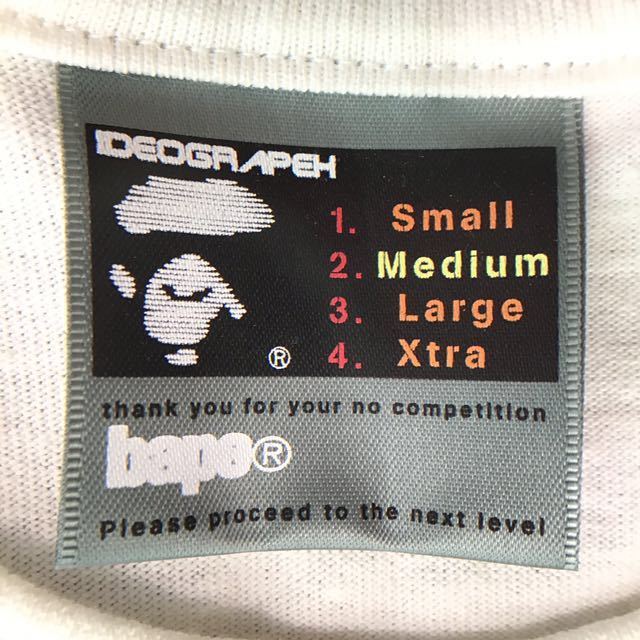 IDEOGRAPEH
1. Small
2. Medium
3. Large
4. Xtra
®
thank you for your no competition
bape®
Please proceed to the next level